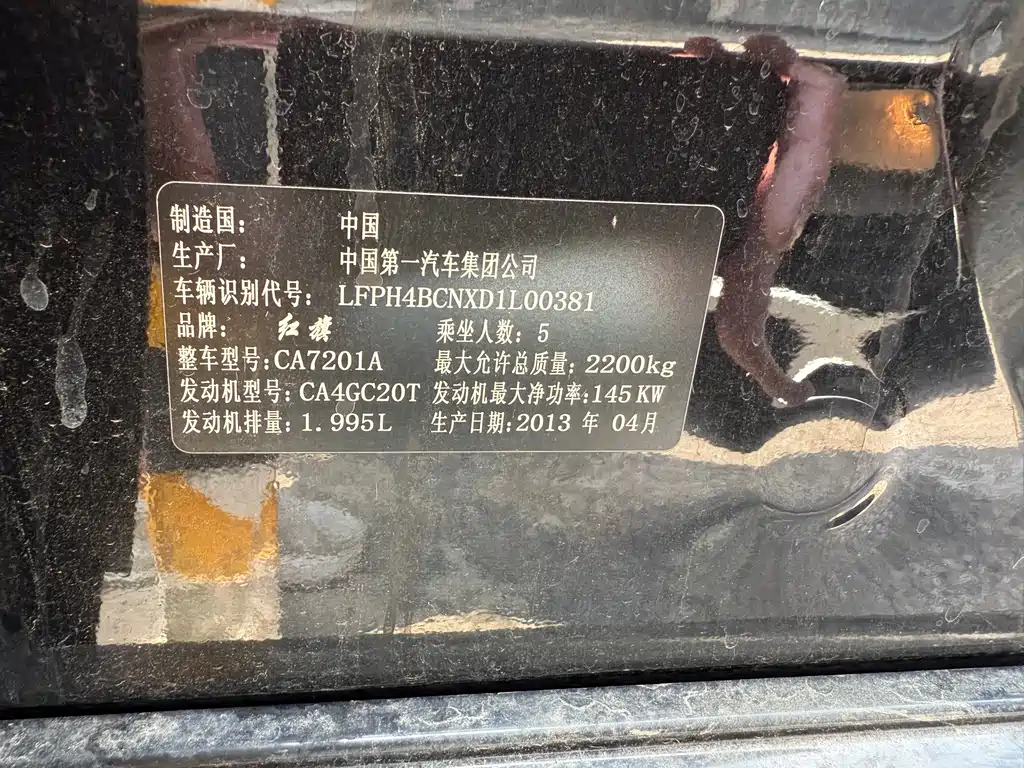 制造国: 中国
生产厂: 中国第一汽车集团公司
车辆识别代号: LFPH4BCNXD1L00381
品牌: 红旗 乘坐人数: 5
整车型号:CA7201A 最大允许总质量: 2200kg
发动机型号: CA4GC20T 发动机最大净功率:145KW
发动机排量: 1.995L 生产日期:2013 年 04月